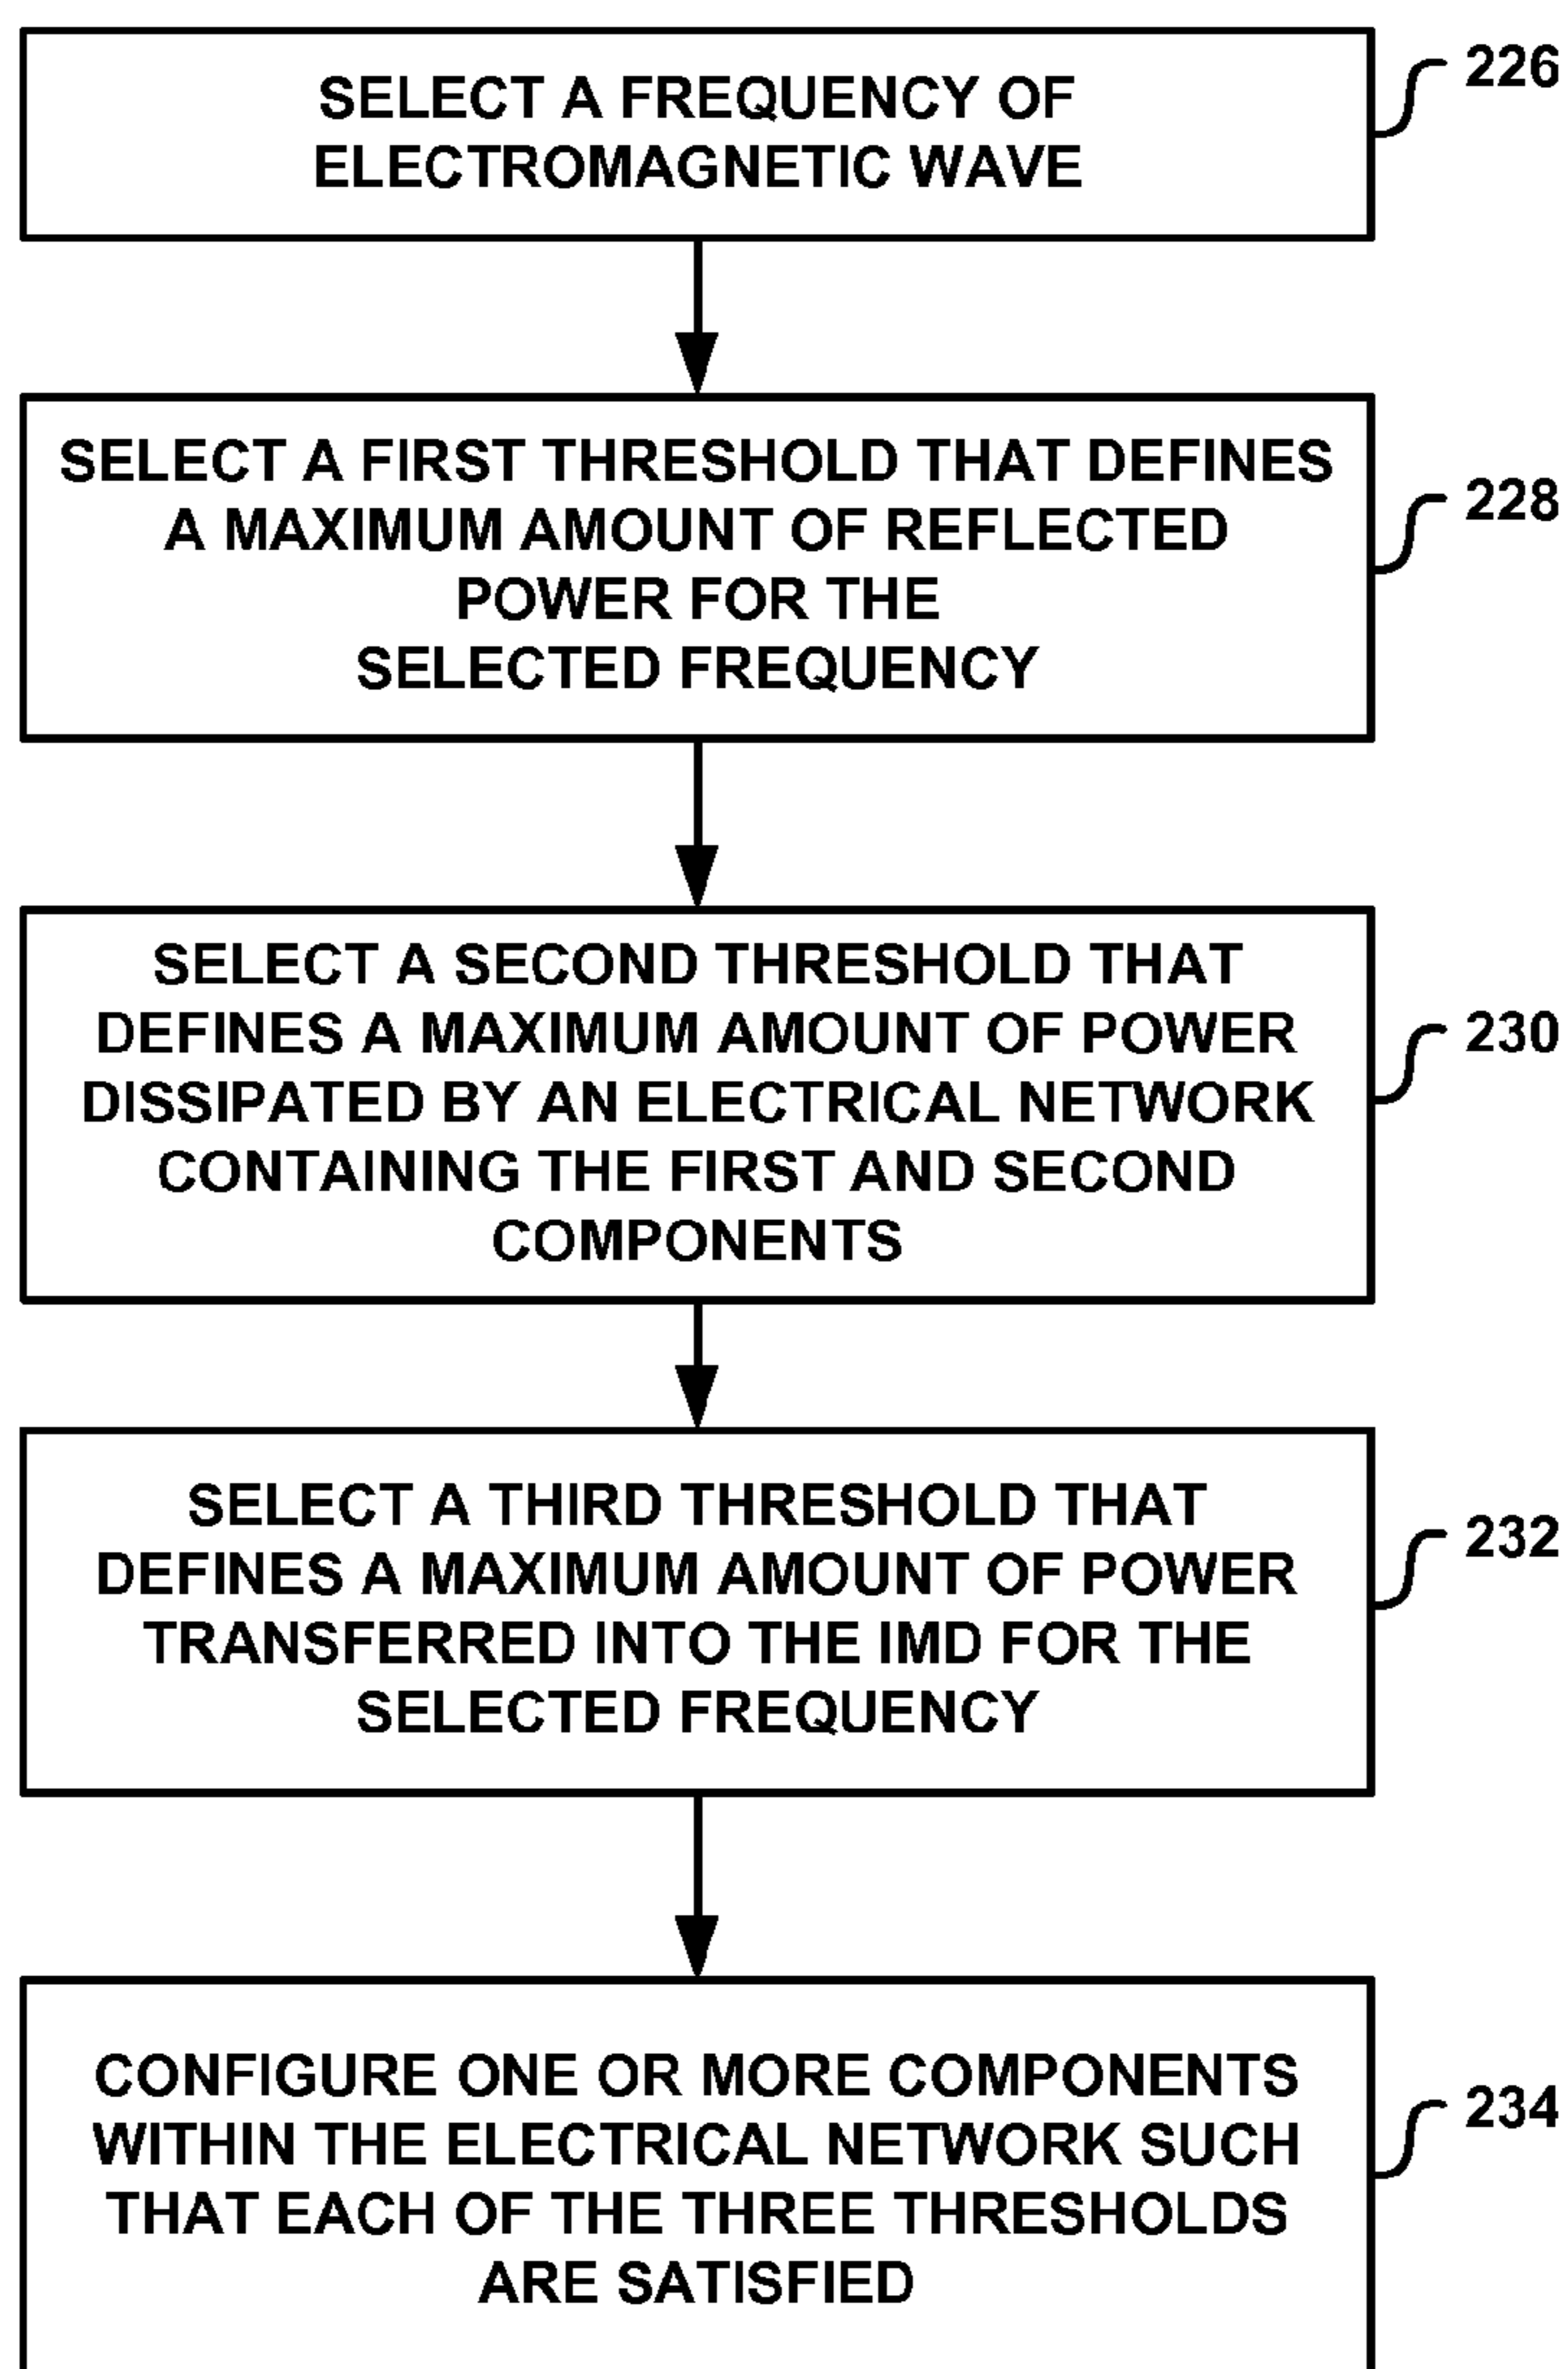 SELECT A FREQUENCY OF
ELECTROMAGNETIC WAVE
226
SELECT A FIRST THRESHOLD THAT DEFINES
A MAXIMUM AMOUNT OF REFLECTED
POWER FOR THE
SELECTED FREQUENCY
228
SELECT A SECOND THRESHOLD THAT
DEFINES A MAXIMUM AMOUNT OF POWER
DISSIPATED BY AN ELECTRICAL NETWORK
CONTAINING THE FIRST AND SECOND
COMPONENTS
230
SELECT A THIRD THRESHOLD THAT
DEFINES A MAXIMUM AMOUNT OF POWER
TRANSFERRED INTO THE IMD FOR THE
SELECTED FREQUENCY
232
CONFIGURE ONE OR MORE COMPONENTS
WITHIN THE ELECTRICAL NETWORK SUCH
THAT EACH OF THE THREE THRESHOLDS
ARE SATISFIED
234